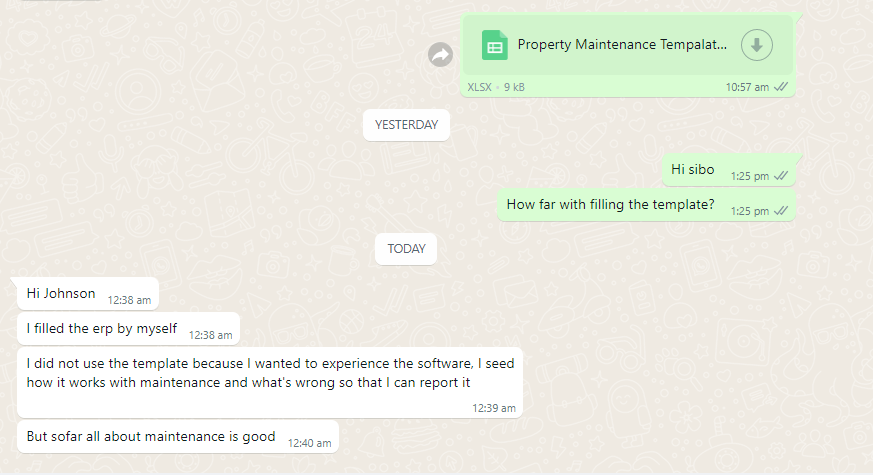 Property Maintenance Tempalat...
XLSX • 9 kB
10:57 am
YESTERDAY
Hi sibo
1:25 pm
How far with filling the template?
1:25 pm
TODAY
Hi Johnson
12:38 am
I filled the erp by myself
12:38 am
I did not use the template because I wanted to experience the software, I seed
how it works with maintenance and what's wrong so that I can report it
12:39 am
But sofar all about maintenance is good
12:40 am